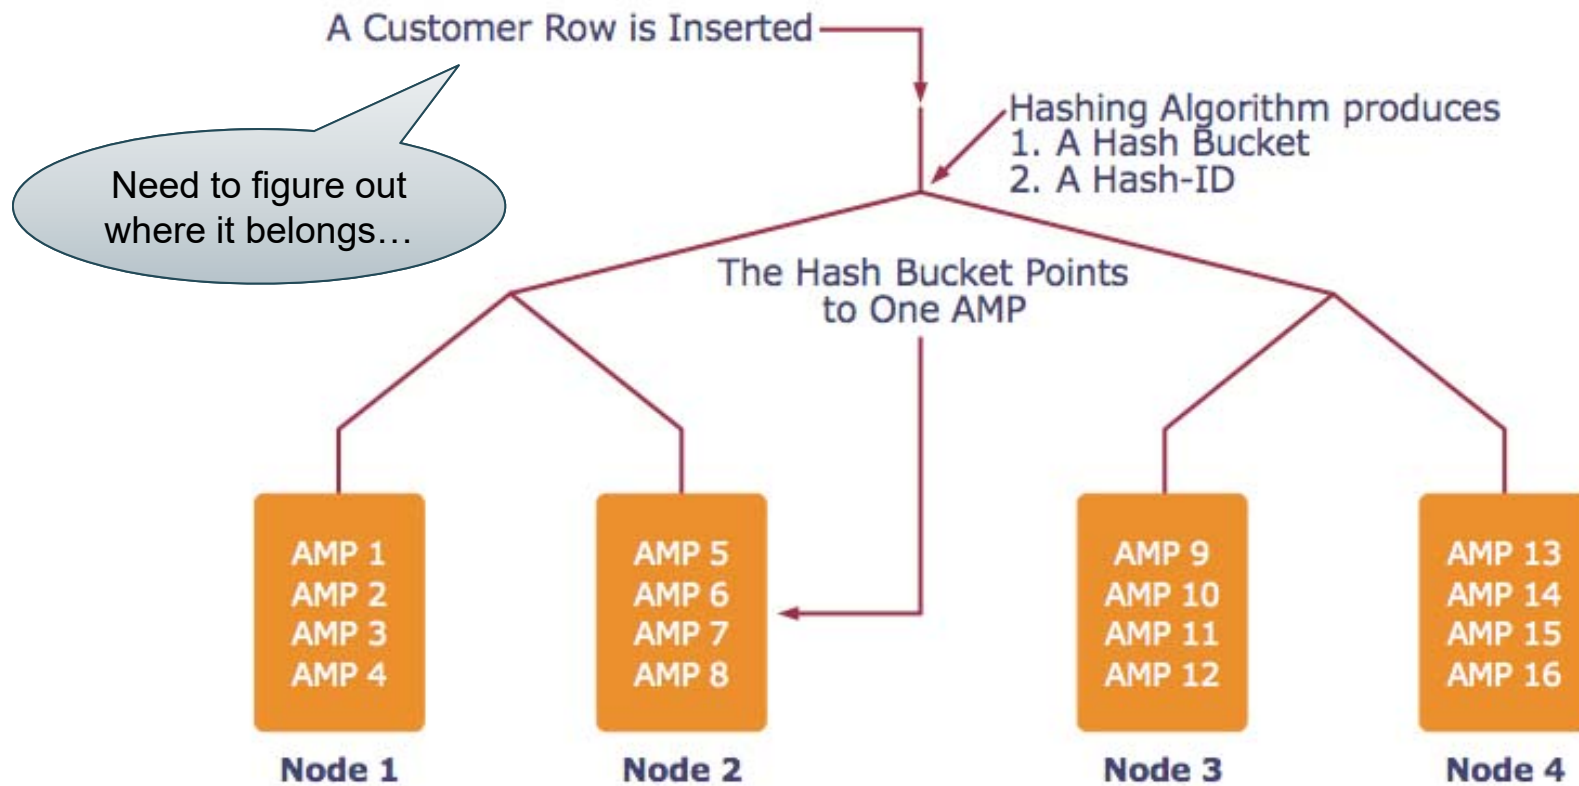 A Customer Row is Inserted
Need to figure out
where it belongs…
Hashing Algorithm produces
1. A Hash Bucket
2. A Hash-ID
The Hash Bucket Points
to One AMP
AMP 1
AMP 2
AMP 3
AMP 4
Node 1
AMP 5
AMP 6
AMP 7
AMP 8
Node 2
AMP 9
AMP 10
AMP 11
AMP 12
Node 3
AMP 13
AMP 14
AMP 15
AMP 16
Node 4